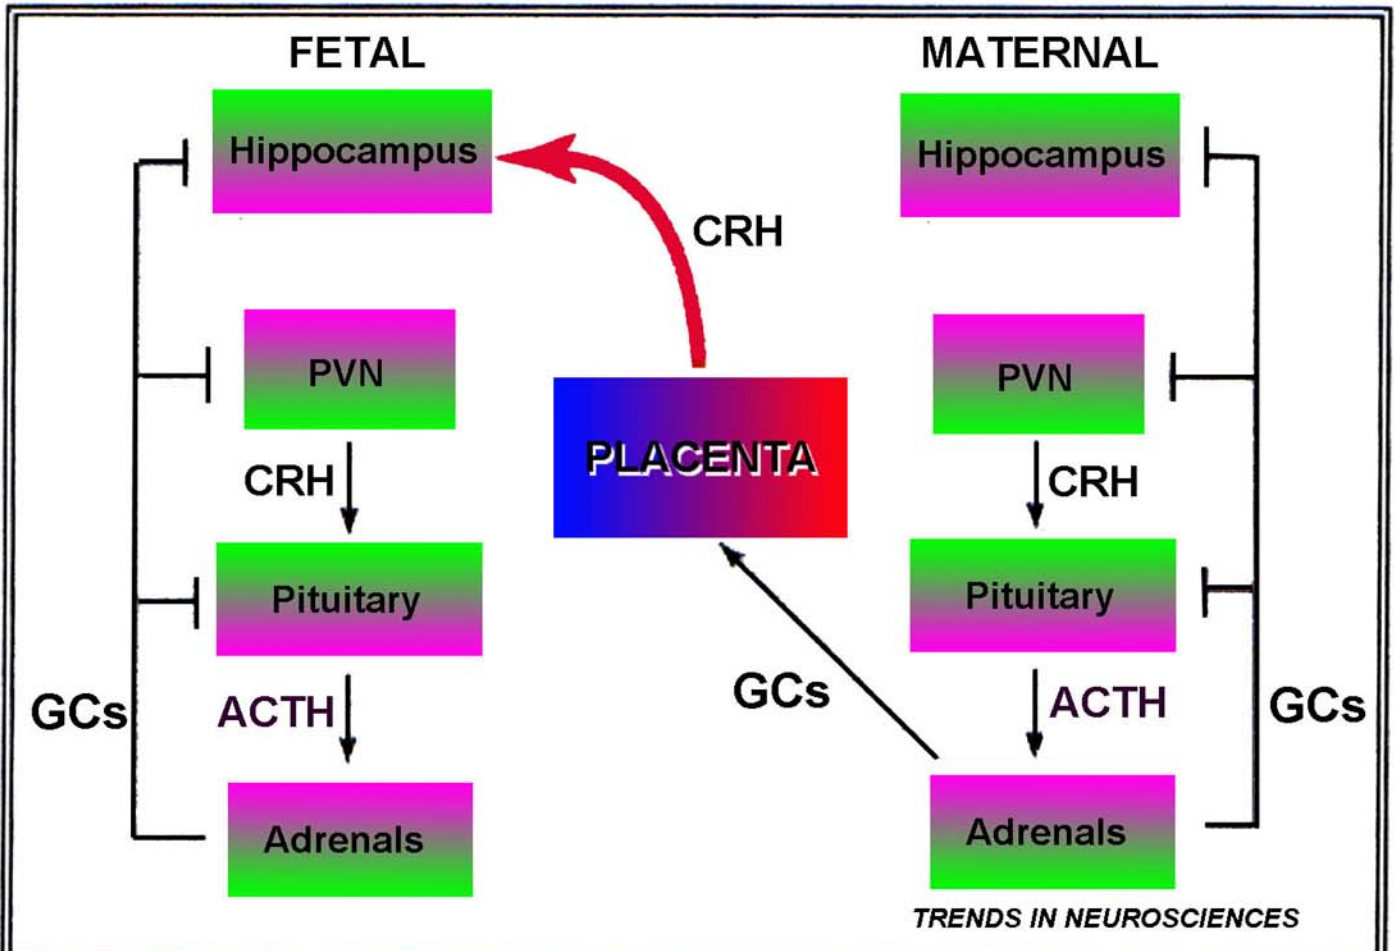 FETAL
MATERNAL
Hippocampus
Hippocampus
CRH
PVN
PVN
PLACENTA
CRH
CRH
Pituitary
Pituitary
GCs
GCs
ACTH
ACTH
GCs
Adrenals
Adrenals
TRENDS IN NEUROSCIENCES